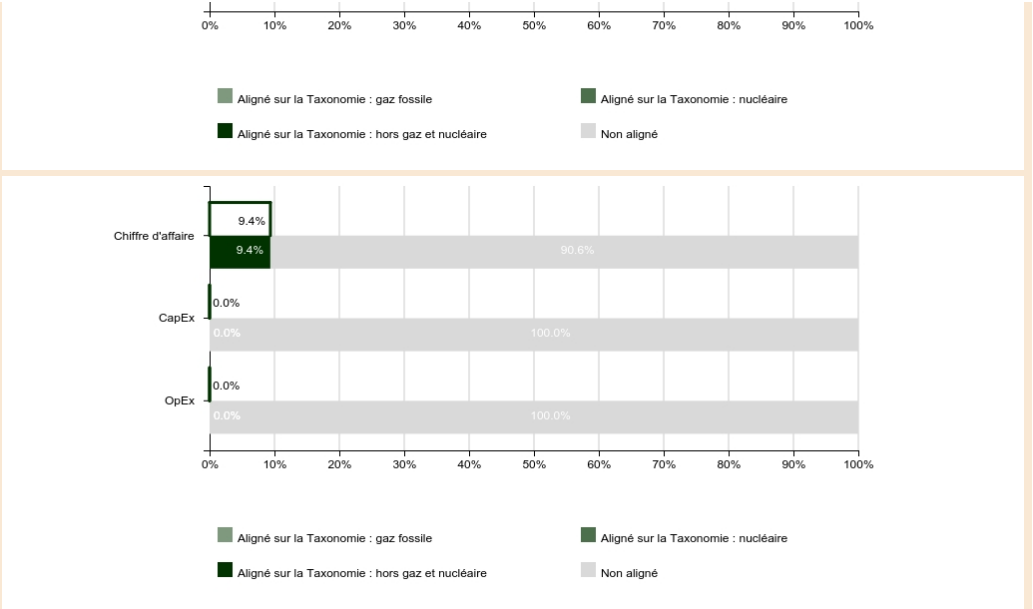 0% 10% 20% 30% 40% 50% 60% 70% 80% 90% 100%
Aligné sur la Taxonomie : gaz fossile Aligné sur la Taxonomie : nucléaire
Aligné sur la Taxonomie : hors gaz et nucléaire Non aligné
9.4%
Chiffre d'affaire
9.4% 90.6%
0.0%
CapEx
0.0% 100.0%
0.0%
OpEx
0.0% 100.0%
0% 10% 20% 30% 40% 50% 60% 70% 80% 90% 100%
Aligné sur la Taxonomie : gaz fossile Aligné sur la Taxonomie : nucléaire
Aligné sur la Taxonomie : hors gaz et nucléaire Non aligné